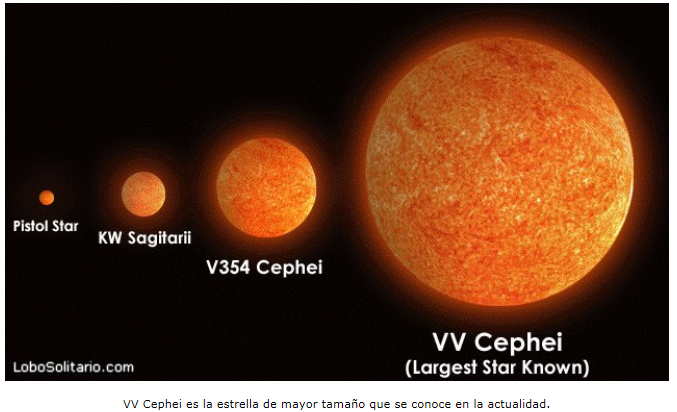 Pistol Star
KW Sagitarii
V354 Cephei
VV Cephei
(Largest Star Known)
LoboSolitario.com
VV Cephei es la estrella de mayor tamaño que se conoce en la actualidad.